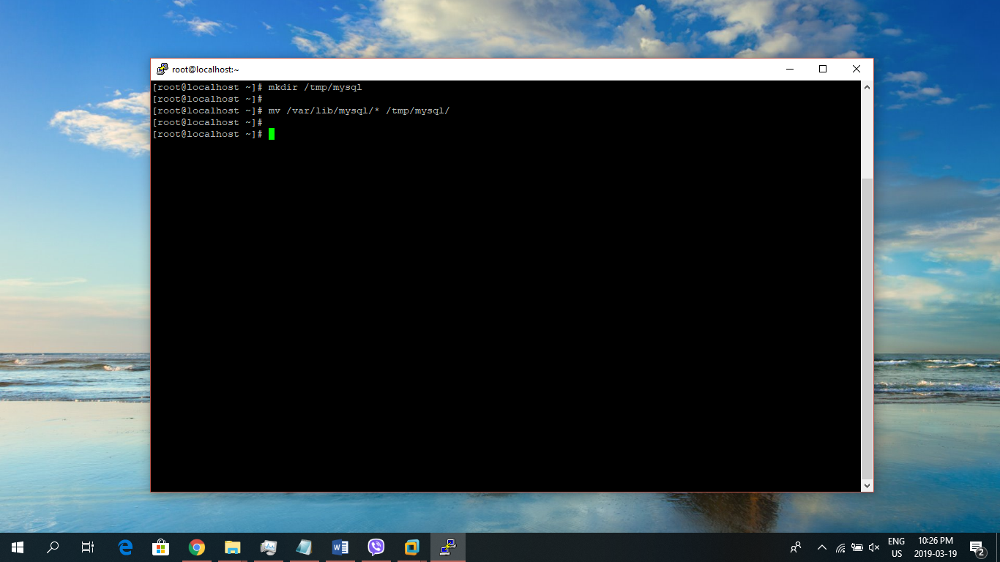 root@localhost:~
[root@localhost ~]# mkdir /tmp/mysql
[root@localhost ~]#
[root@localhost ~]# mv /var/lib/mysql/* /tmp/mysql/
[root@localhost ~]#
[root@localhost ~]#
ENG
US
10:26 PM
2019-03-19
2